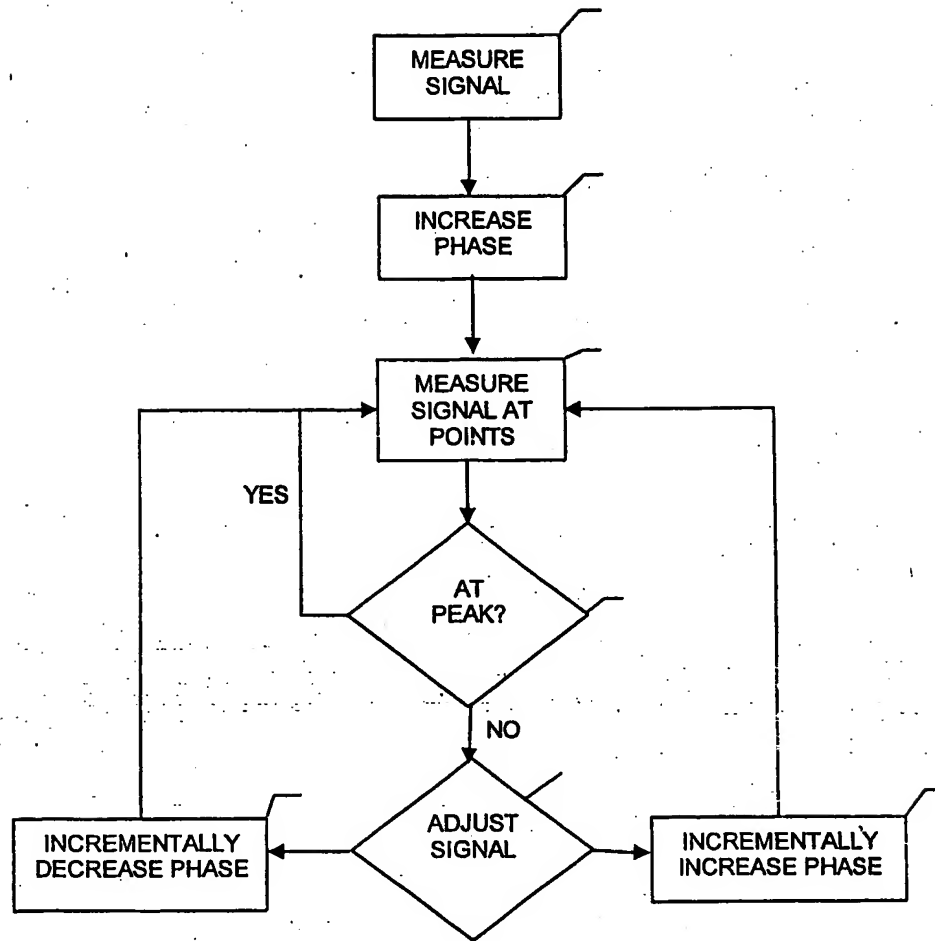 MEASURE
SIGNAL
INCREASE
PHASE
MEASURE
SIGNAL AT
POINTS
YES
AT
PEAK?
NO
ADJUST
SIGNAL
INCREMENTALLY
DECREASE PHASE
INCREMENTALLY
INCREASE PHASE